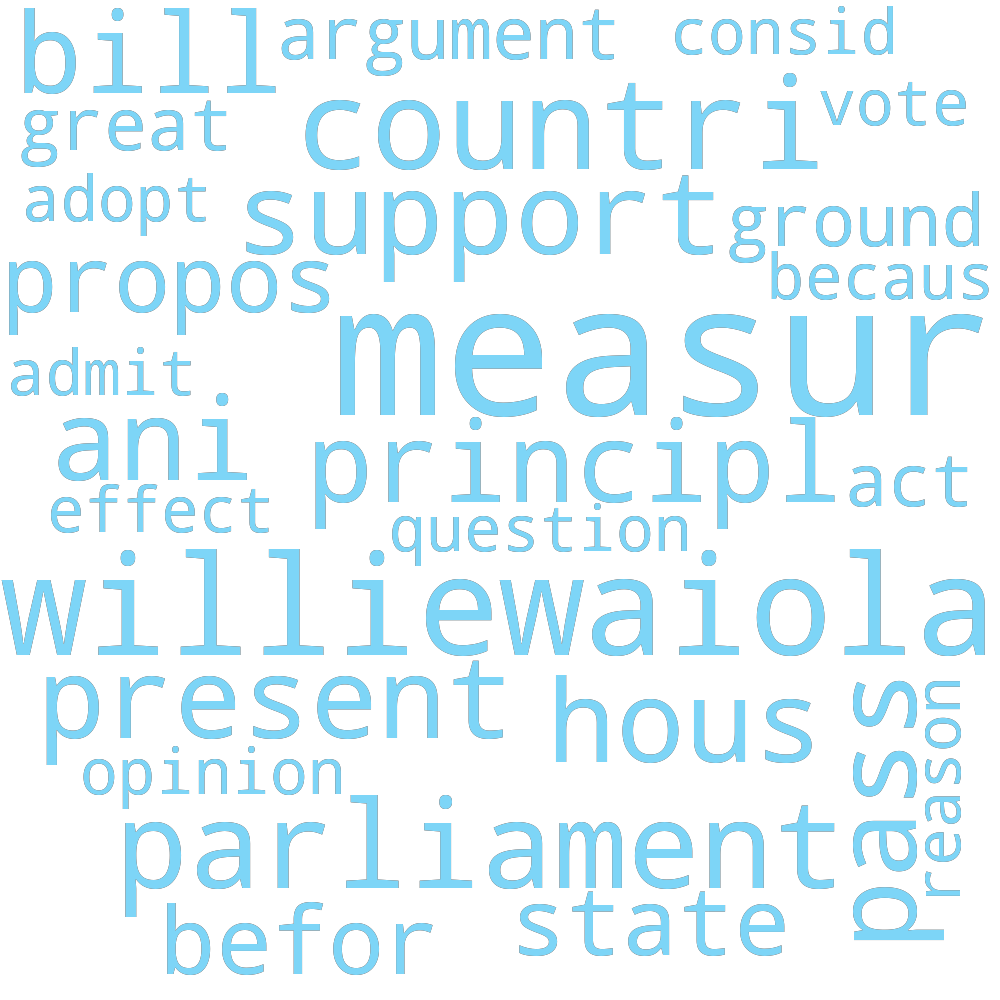 bill argument consid
great countri vote
adopt support ground
propos becaus
measur
admit
ani principl act
effect question
williewaiola
present hous
opinion pass reason
parliament
befor state